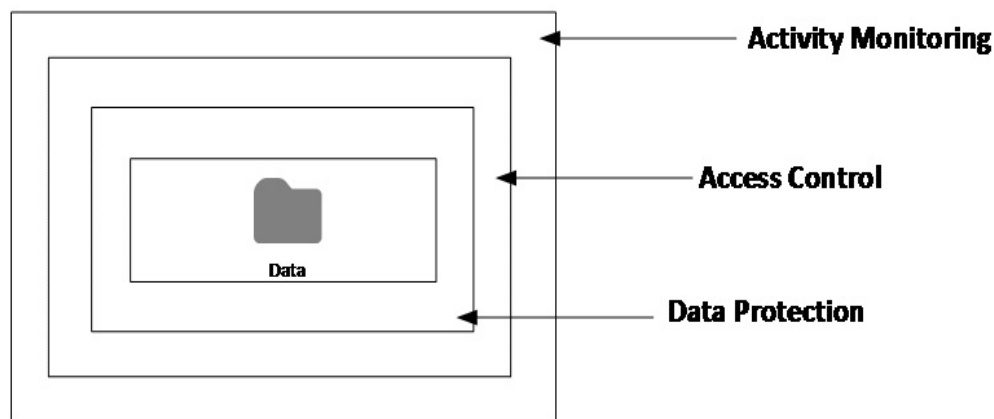 Activity Monitoring
Access Control
Data
Data Protection